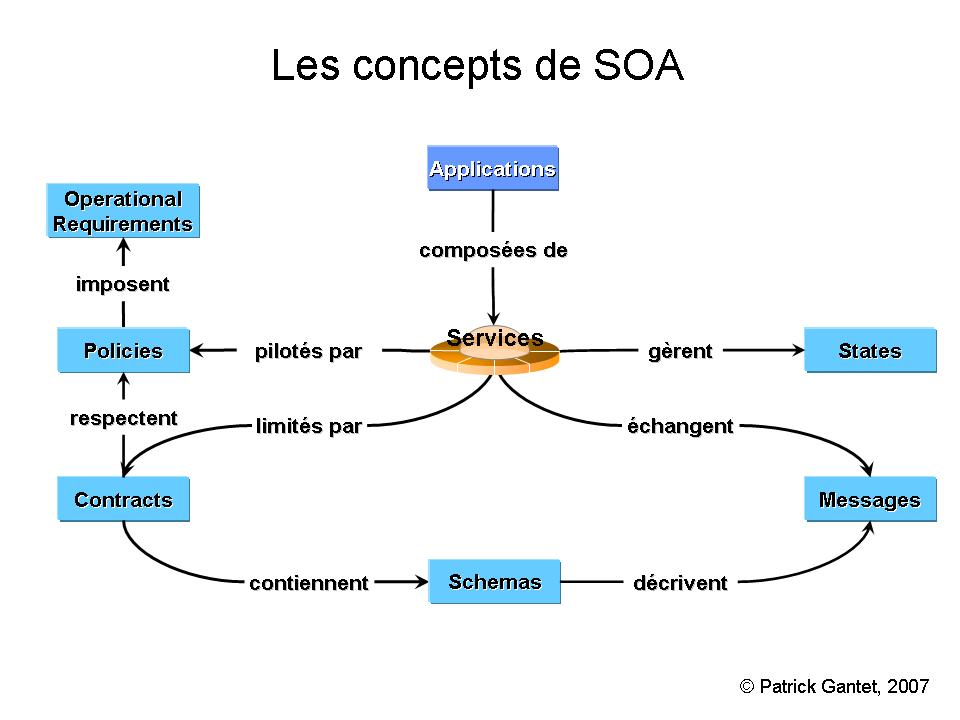 Les concepts de SOA
Applications
Operational
Requirements
composées de
imposent
Services
Policies
pilotés par
gèrent
States
respectent
limités par
échangent
Contracts
Messages
contiennent
Schemas
décrivent
© Patrick Gantet, 2007